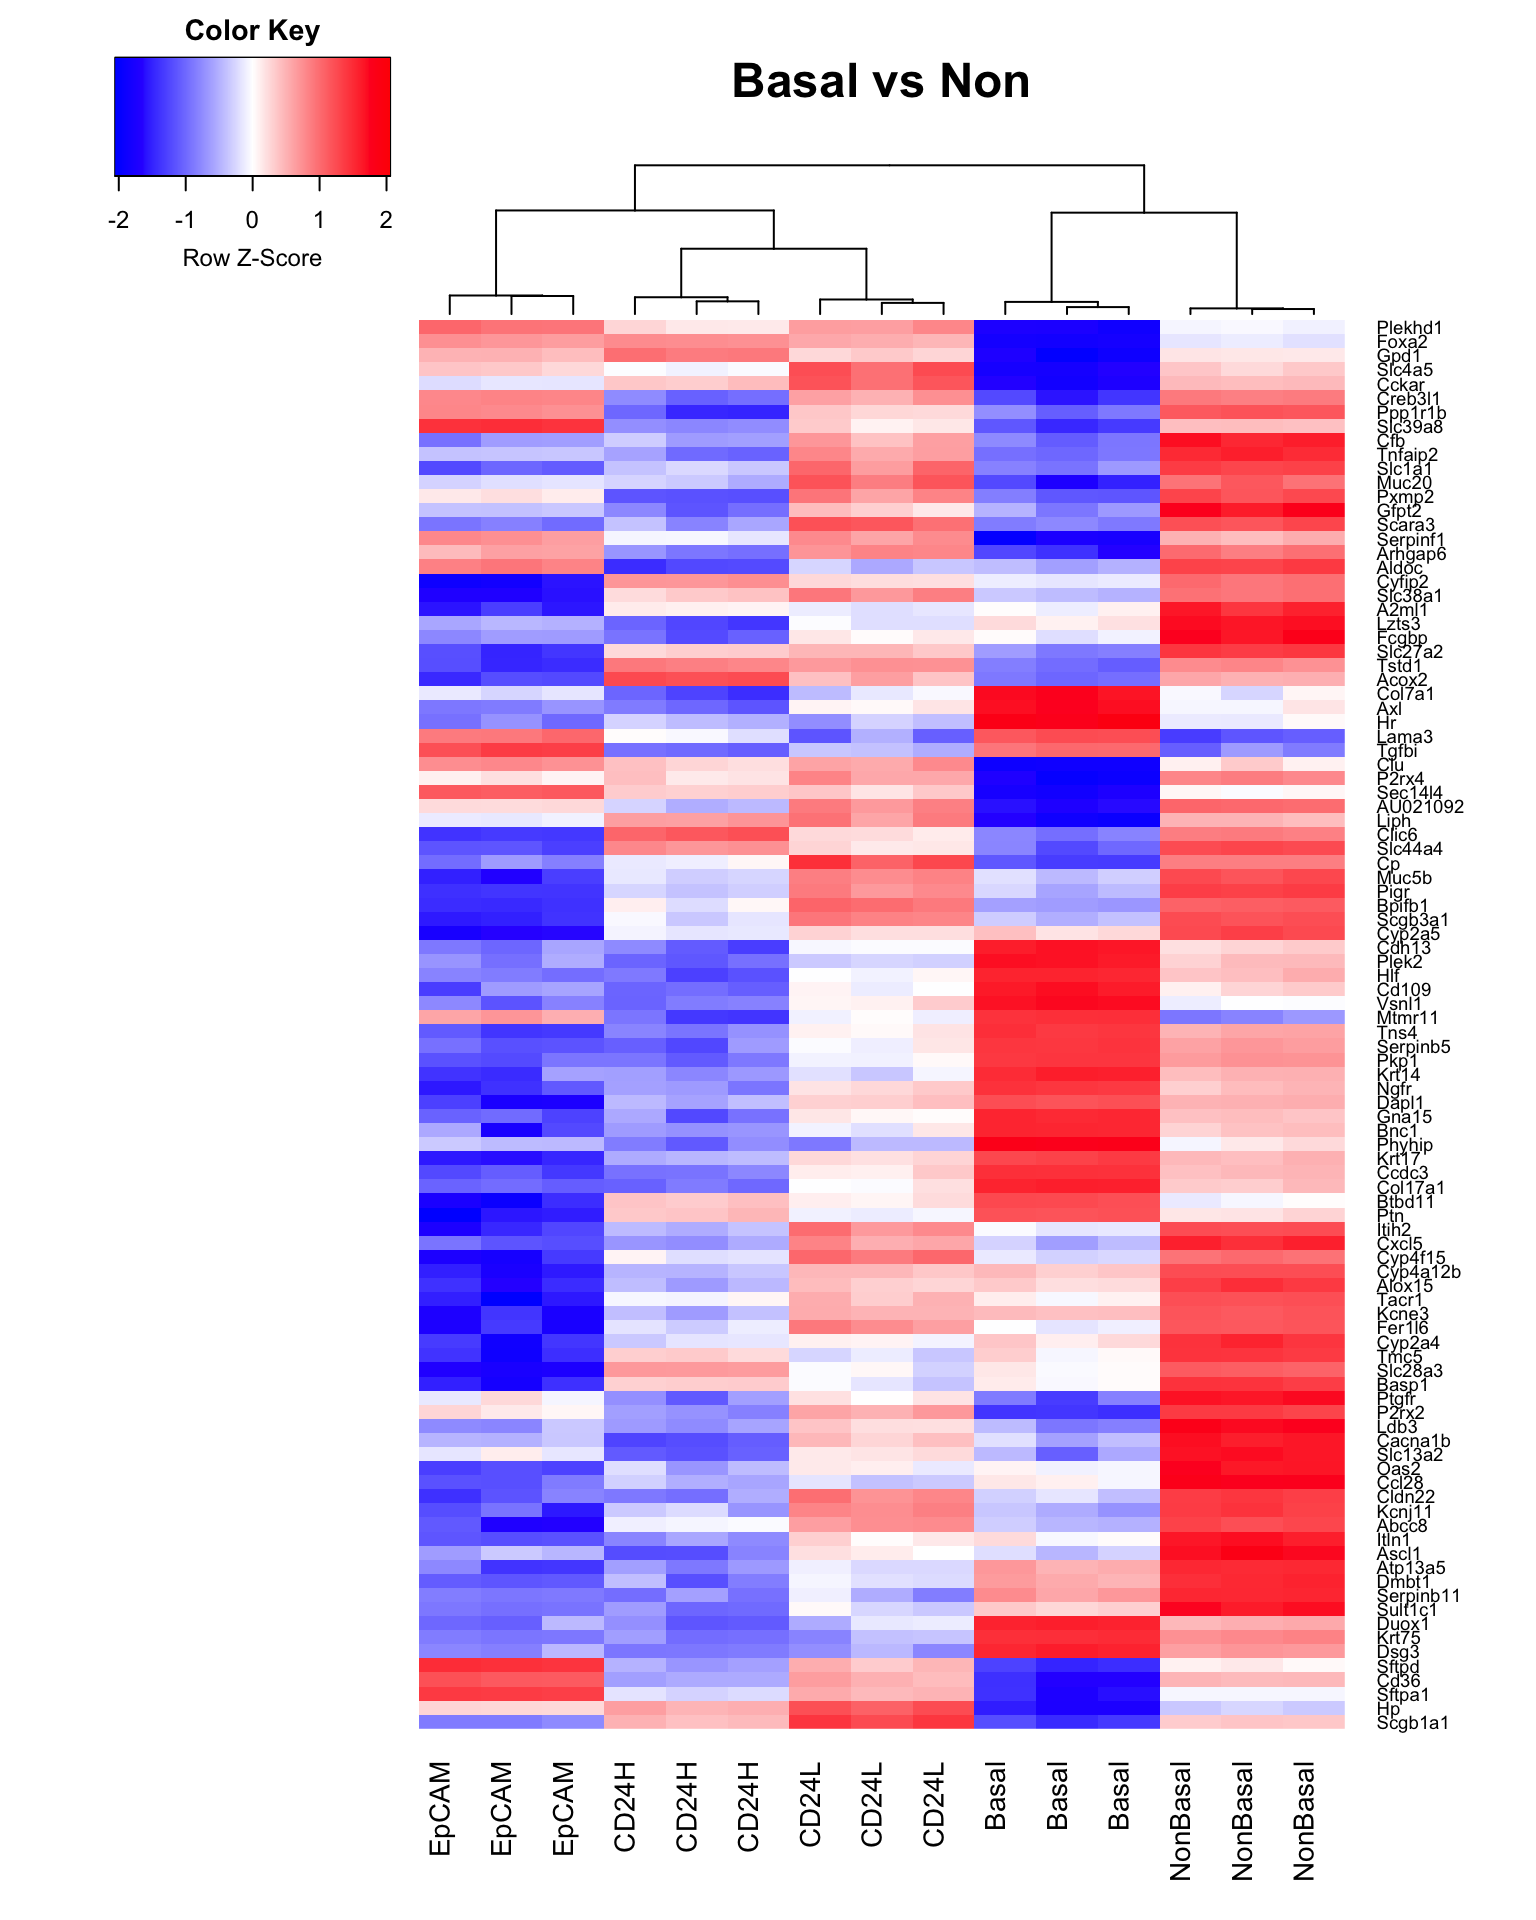 Color Key
-2 -1 0 1 2
Row Z-Score
Basal vs Non
Plekhd1
Foxa2
Gpd1
Slc4a5
Cckar
Creb3l1
Ppp1r1b
Slc39a8
Cfb
Tnfaip2
Slc1a1
Muc20
Pxmp2
Gfpt2
Scara3
Serpinf1
Arhgap6
Aldoc
Cyfip2
Slc38a1
A2ml1
Lzts3
Fcgbp
Slc27a2
Tstd1
Acox2
Col7a1
Axl
Hr
Lama3
Tgfbi
Clu
P2rx4
Sec14l4
AU021092
Liph
Clic6
Slc44a4
Cp
Muc5b
Pigr
Bpifb1
Scgb3a1
Cyp2a5
Cdh13
Plek2
Hlf
Cd109
Vsnl1
Mtmr11
Tns4
Serpinb5
Pkp1
Krt14
Ngfr
Dapl1
Gna15
Bnc1
Phyhip
Krt17
Ccdc3
Col17a1
Btbd11
Ptn
Itih2
Cxcl5
Cyp4f15
Cyp4a12b
Alox15
Tacr1
Kcne3
Fer1l6
Cyp2a4
Tmc5
Slc28a3
Basp1
Ptgfr
P2rx2
Ldb3
Cacna1b
Slc13a2
Oas2
Ccl28
Cldn22
Kcnj11
Abcc8
Itln1
Ascl1
Atp13a5
Dmbt1
Serpinb11
Sult1c1
Duox1
Krt75
Dsg3
Sftpd
Cd36
Sftpa1
Hp
Scgb1a1
EpCAM
EpCAM
EpCAM
CD24H
CD24H
CD24H
CD24L
CD24L
CD24L
Basal
Basal
Basal
NonBasal
NonBasal
NonBasal